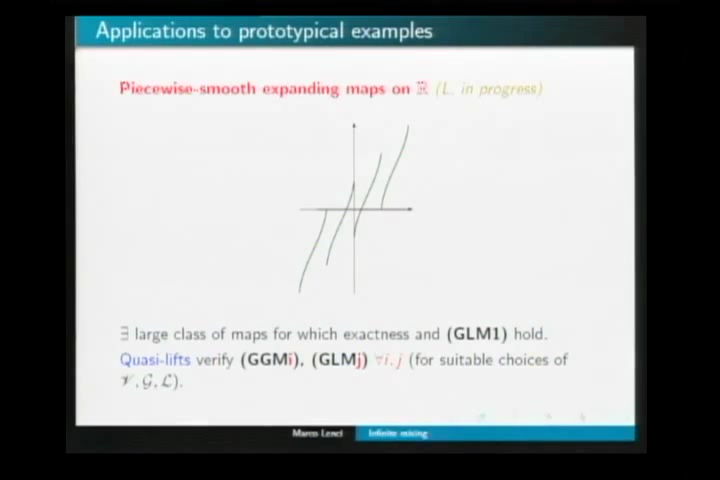 Applications to prototypical examples
Piecewise-smooth expanding maps on ℝ (L. in progress)
∃ large class of maps for which exactness and (GLM1) hold.
Quasi-lifts verify (GGMi), (GLMj) ∀i, j (for suitable choices of
𝒱, 𝒢, ℒ).
Marco Lenci
Infinite mixing